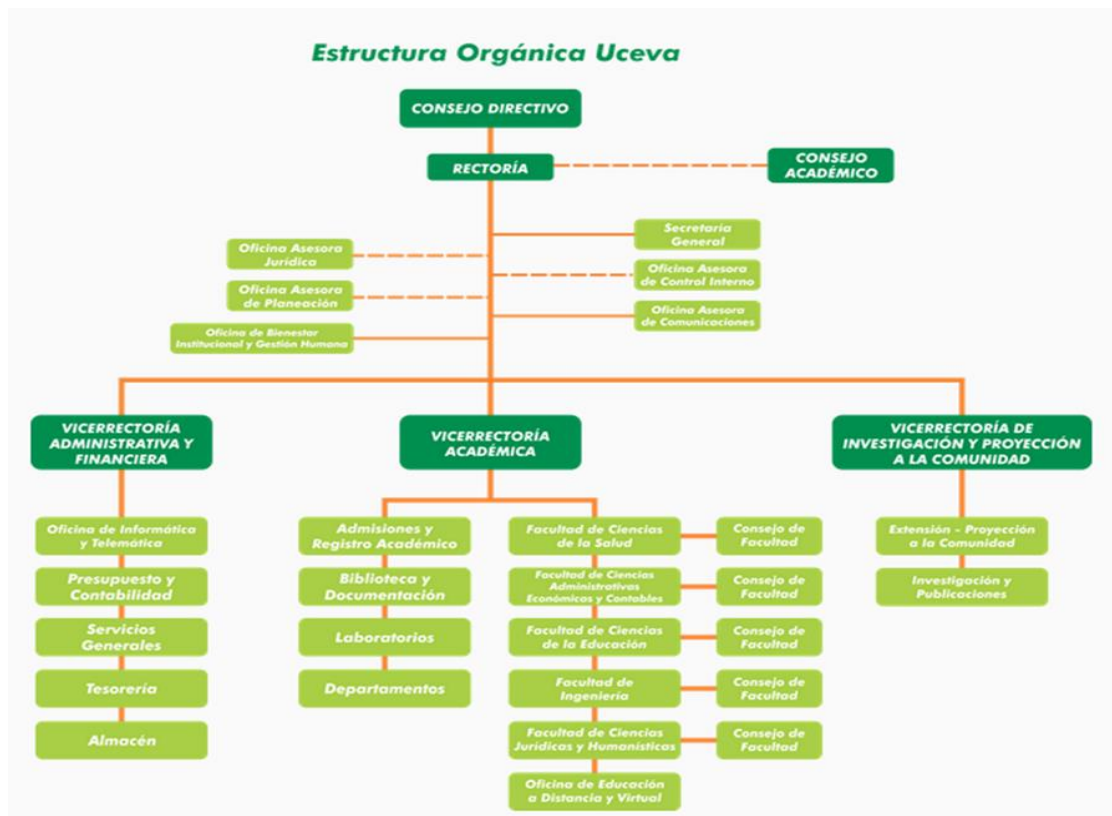 Estructura Orgánica Uceva
CONSEJO DIRECTIVO
RECTORÍA
CONSEJO
ACADÉMICO
Secretaría
General
Oficina Asesora
Jurídica
Oficina Asesora
de Control Interno
Oficina Asesora
de Planeación
Oficina Asesora
de Comunicaciones
Oficina de Bienestar
Institucional y Gestión Humana
VICERRECTORÍA
ADMINISTRATIVA Y
FINANCIERA
VICERRECTORÍA
ACADÉMICA
VICERRECTORÍA DE
INVESTIGACIÓN Y PROYECCIÓN
A LA COMUNIDAD
Oficina de Informática
y Telemática
Presupuesto y
Contabilidad
Servicios
Generales
Tesorería
Almacén
Admisiones y
Registro Académico
Biblioteca y
Documentación
Laboratorios
Departamentos
Facultad de Ciencias
de la Salud
Consejo de
Facultad
Facultad de Ciencias
Administrativas
Económicas y Contables
Consejo de
Facultad
Facultad de Ciencias
de la Educación
Consejo de
Facultad
Facultad de
Ingeniería
Consejo de
Facultad
Facultad de Ciencias
Jurídicas y Humanísticas
Consejo de
Facultad
Oficina de Educación
a Distancia y Virtual
Extensión - Proyección
a la Comunidad
Investigación y
Publicaciones